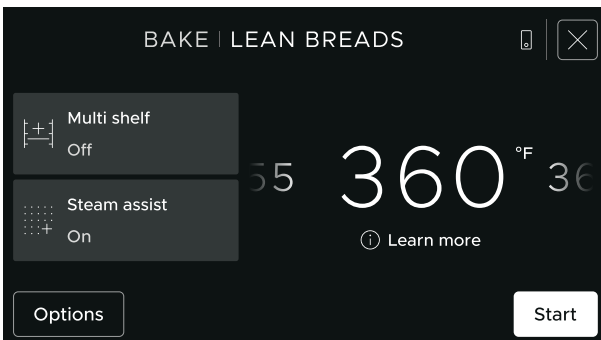 BAKE | LEAN BREADS
Multi shelf
Off
55
360 °F
36
Steam assist
On
Learn more
Options
Start